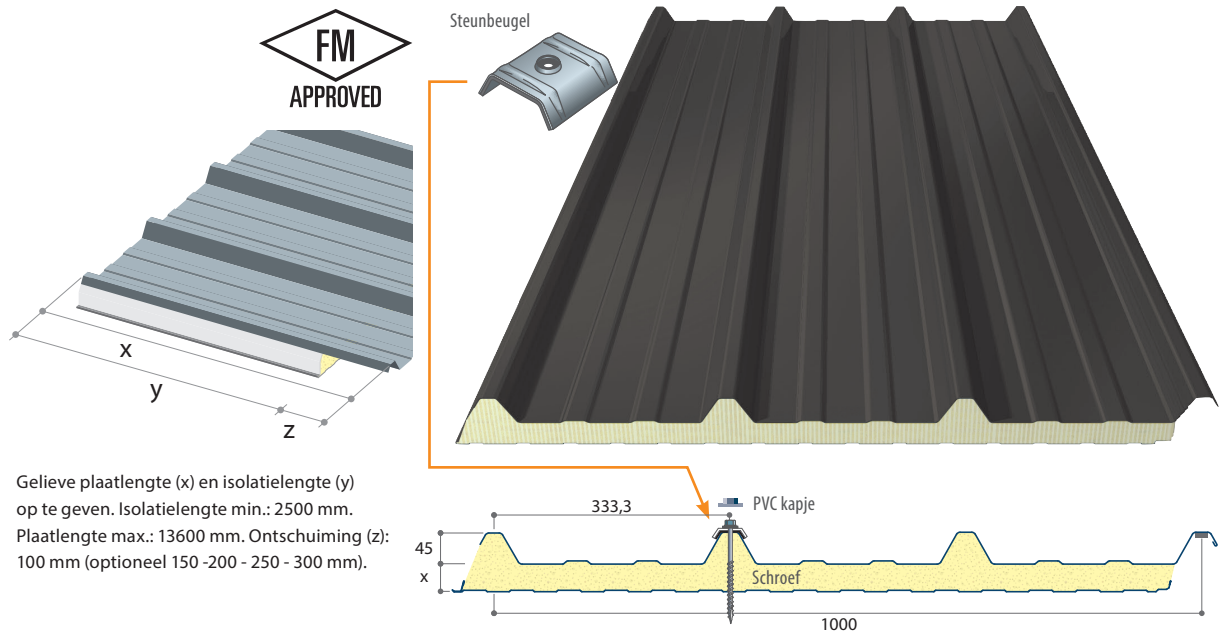 FM
APPROVED
Steunbeugel
x
y
z
Gelieve plaatlengte (x) en isolatielengte (y)
op te geven. Isolatielengte min.: 2500 mm.
Plaatlengte max.: 13600 mm. Ontschuiming (z):
100 mm (optioneel 150 -200 - 250 - 300 mm).
333,3
PVC kapje
45
x
Schroef
1000